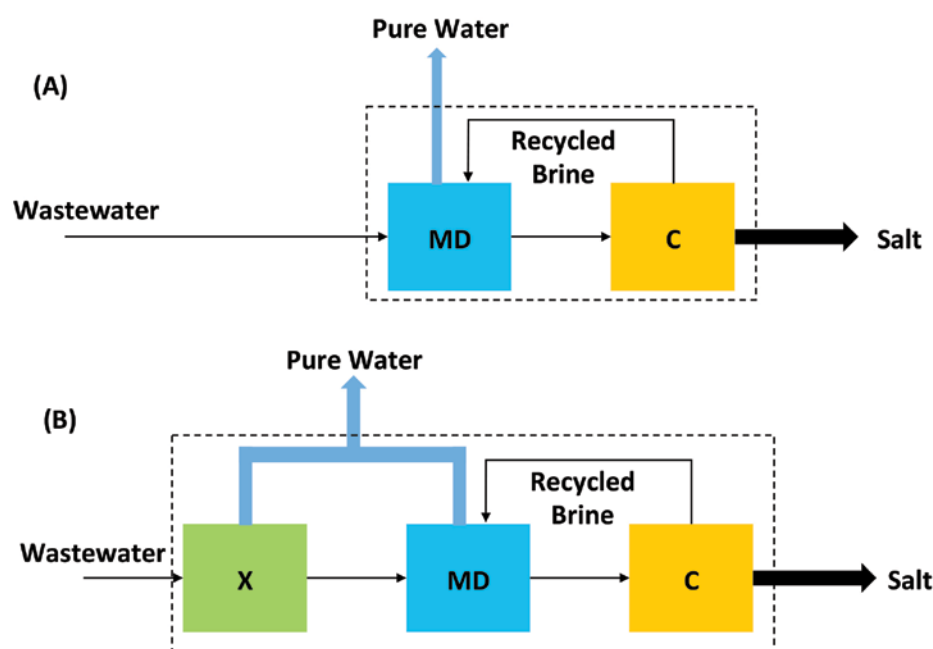 Pure Water
(A)
Recycled
Brine
Wastewater
MD
C
Salt
Pure Water
(B)
Recycled
Brine
Wastewater
X
MD
C
Salt